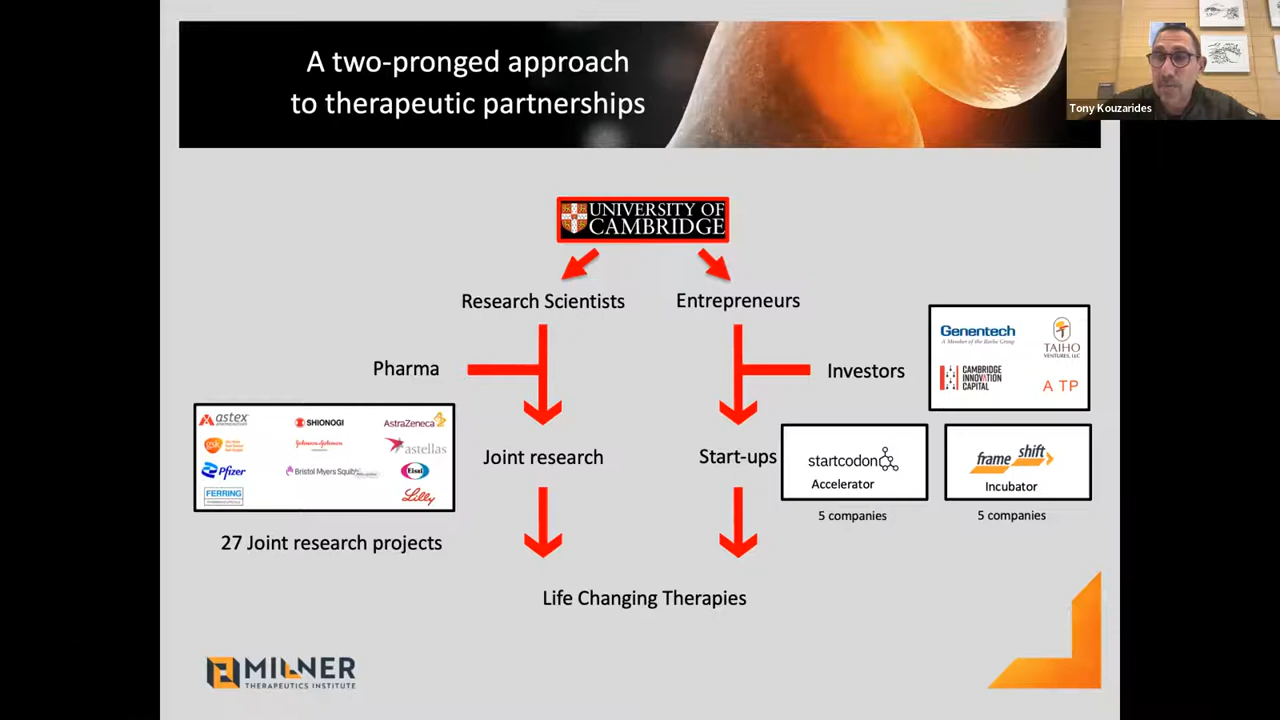 A two-pronged approach
to therapeutic partnerships
Tony Kouzarides
UNIVERSITY OF
CAMBRIDGE
Research Scientists
Entrepreneurs
Pharma
Investors
Genentech
A Member of the Roche Group
TAIHO
VENTURES, LLC
CAMBRIDGE
INNOVATION
CAPITAL
A TP
astex
SHIONOGI
AstraZeneca
gsk
Johnson & Johnson
astellas
Pfizer
Bristol Myers Squibb
Eisai
FERRING
PHARMACEUTICALS
Lilly
27 Joint research projects
Joint research
Start-ups
startcodon
Accelerator
5 companies
frame shift
Incubator
5 companies
Life Changing Therapies
MILNER
THERAPEUTICS INSTITUTE